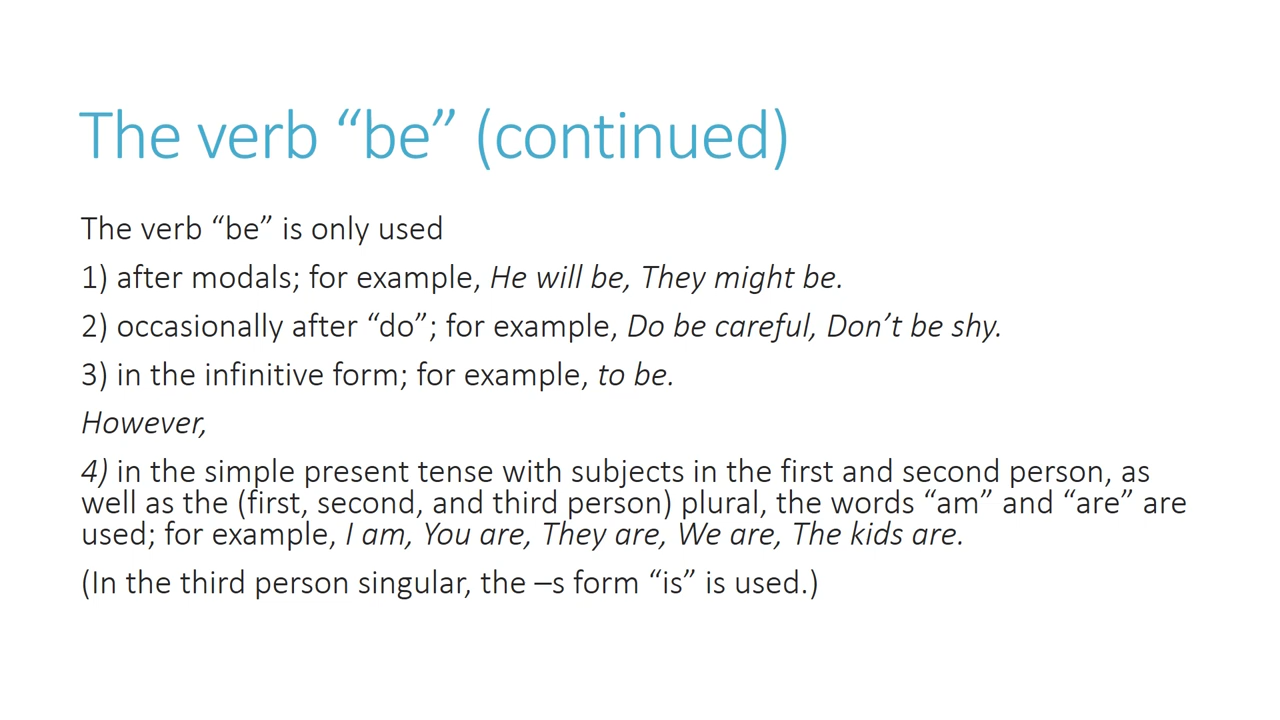 The verb “be” (continued)
The verb “be” is only used
1) after modals; for example, He will be, They might be.
2) occasionally after “do”; for example, Do be careful, Don’t be shy.
3) in the infinitive form; for example, to be.
However,
4) in the simple present tense with subjects in the first and second person, as
well as the (first, second, and third person) plural, the words “am” and “are” are
used; for example, I am, You are, They are, We are, The kids are.
(In the third person singular, the –s form “is” is used.)